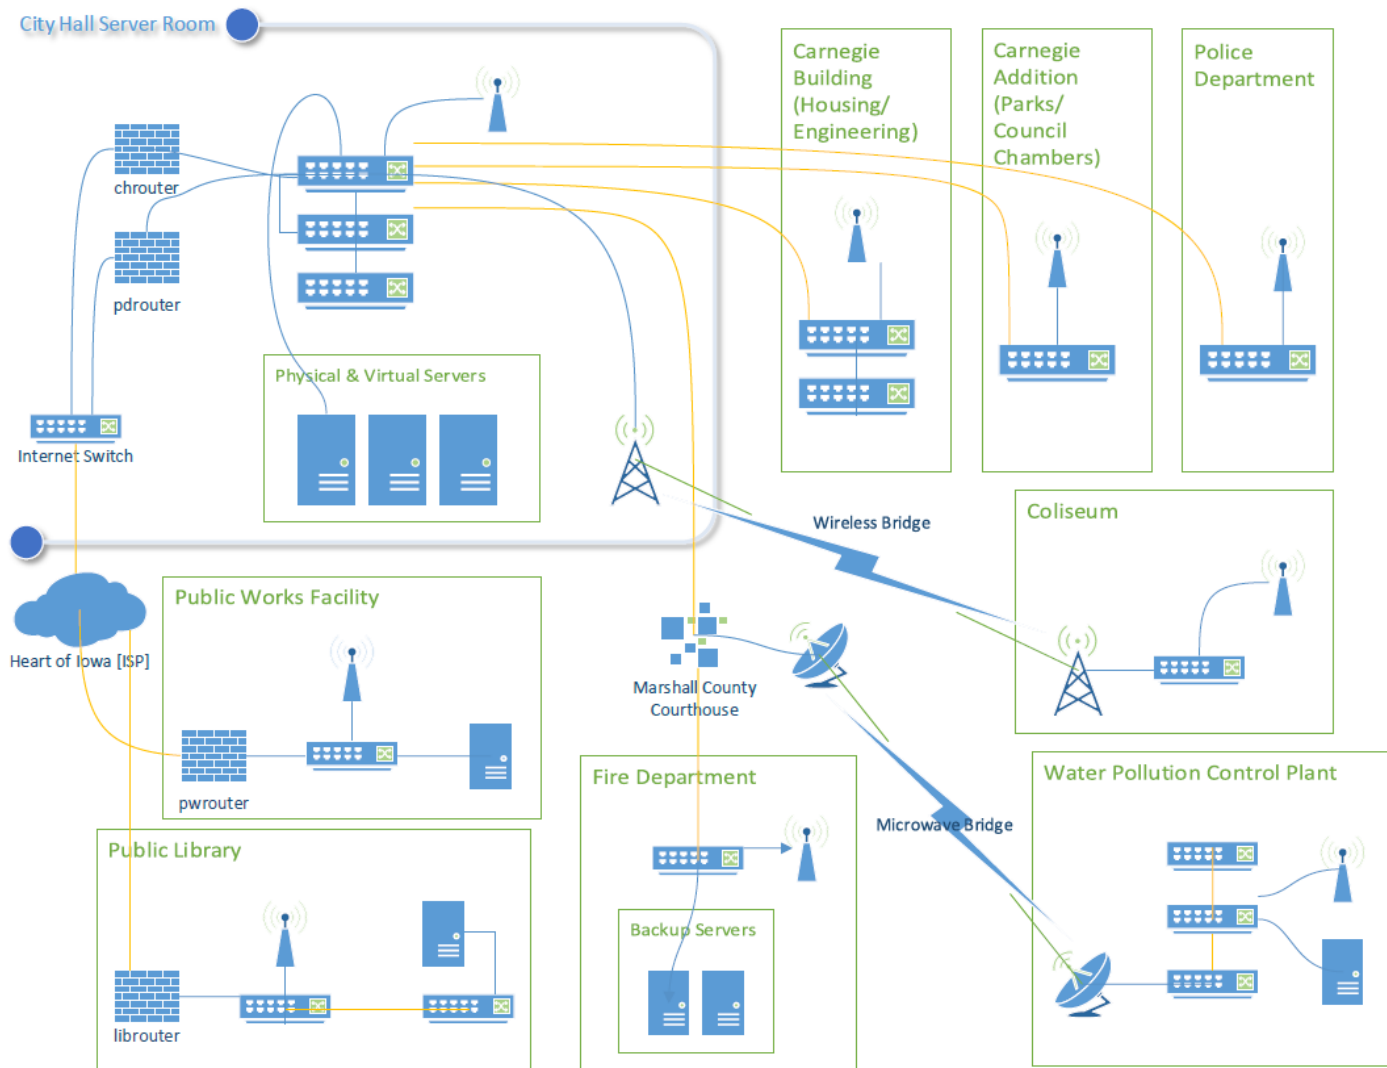 City Hall Server Room
Carnegie
Building
(Housing/
Engineering)
Carnegie
Addition
(Parks/
Council
Chambers)
Police
Department
chrouter
pdrouter
Physical & Virtual Servers
Internet Switch
Wireless Bridge
Coliseum
Heart of Iowa [ISP]
Public Works Facility
Marshall County
Courthouse
pwrouter
Fire Department
Water Pollution Control Plant
Microwave Bridge
Public Library
Backup Servers
librouter